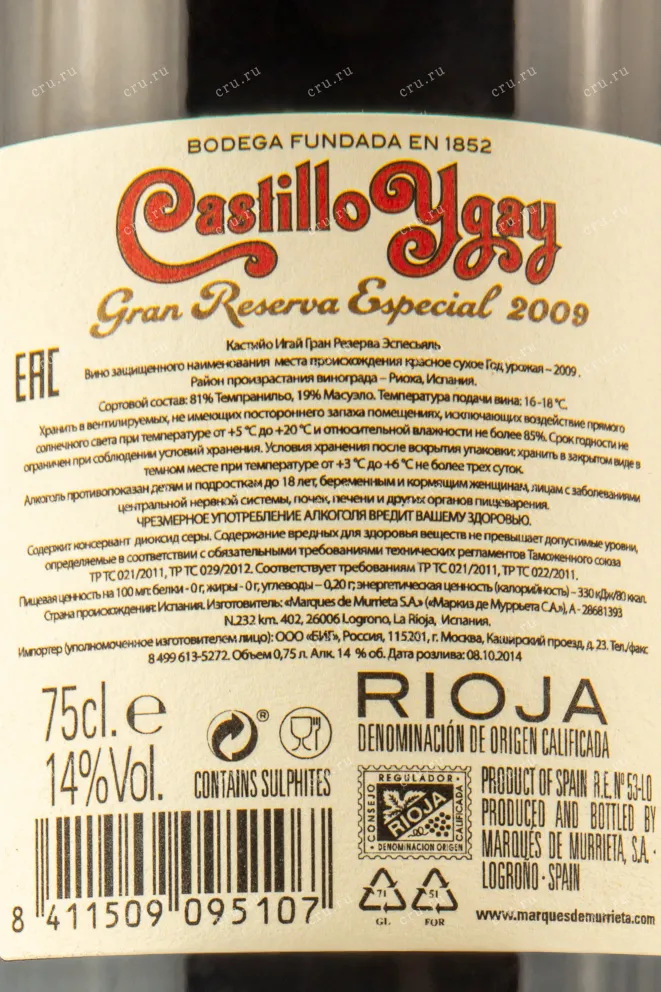 BODEGA FUNDADA EN 1852
Castillo Ygay
Gran Reserva Especial 2009
Кастийо Игай Гран Резерва Эспесьяль
EAC
Вино защищенного наименования места происхождения красное сухое Год урожая – 2009.
Район произрастания винограда – Риоха, Испания.
Сортовой состав: 81% Темпранильо, 19% Масуэло. Температура подачи вина: 16-18 °С.
Хранить в вентилируемых, не имеющих постороннего запаха помещениях, исключающих воздействие прямого
солнечного света при температуре от +5 °С до +20 °С и относительной влажности не более 85%. Срок годности не
ограничен при соблюдении условий хранения. Условия хранения после вскрытия упаковки: хранить в закрытом виде в
темном месте при температуре от +3 °С до +6 °С не более трех суток.
Алкоголь противопоказан детям и подросткам до 18 лет, беременным и кормящим женщинам, лицам с заболеваниями
центральной нервной системы, почек, печени и других органов пищеварения.
ЧРЕЗМЕРНОЕ УПОТРЕБЛЕНИЕ АЛКОГОЛЯ ВРЕДИТ ВАШЕМУ ЗДОРОВЬЮ.
Содержит консервант диоксид серы. Содержание вредных для здоровья веществ не превышает допустимые уровни,
определяемые в соответствии с обязательными требованиями технических регламентов Таможенного союза
ТР ТС 021/2011, ТР ТС 029/2012. Соответствует требованиям ТР ТС 021/2011, ТР ТС 022/2011.
Пищевая ценность на 100 мл: белки - 0 г, жиры - 0 г, углеводы – 0,20 г; энергетическая ценность (калорийность) – 330 кДж/80 ккал.
Страна происхождения: Испания. Изготовитель: «Marques de Murrieta S.A.» («Маркиз де Муррьета С.А.»), А - 28681393
N.232 km. 402, 26006 Logrono, La Rioja, Испания.
Импортер (уполномоченное изготовителем лицо): ООО «БИГ», Россия, 115201, г. Москва, Каширский проезд, д. 23. Тел./факс
8 499 613-5272. Объем 0,75 л. Алк. 14 % об. Дата розлива: 08.10.2014
75cl. e
14%Vol.
®
CONTAINS SULPHITES
RIOJA
DENOMINACIÓN DE ORIGEN CALIFICADA
CONSEJO REGULADOR
CALIFICADA
RIOJA
DENOMINACION ORIGEN
PRODUCT OF SPAIN R.E. Nº 53-LO
PRODUCED AND BOTTLED BY
MARQUÉS DE MURRIETA, S.A. ·
LOGROÑO · SPAIN
71
GL
51
FOR
www.marquesdemurrieta.com
8 411509 095107
cru.ru